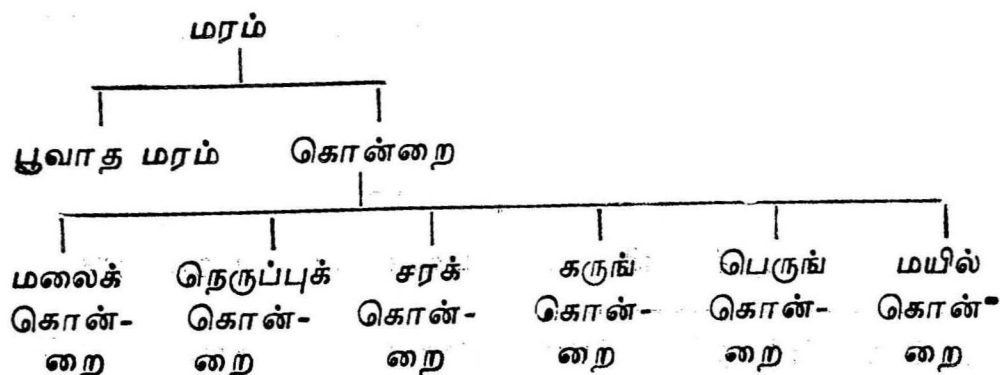 மரம்
பூவாத மரம் கொன்றை
மலைக் நெருப்புக் சரக் கருங் பெருங் மயில்
கொன்- கொன்- கொன்- கொன்- கொன்- கொன்-
றை றை றை றை றை றை